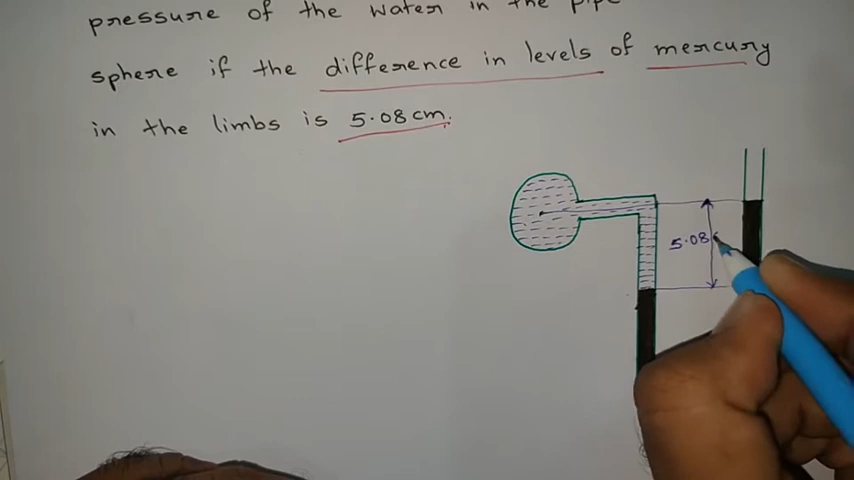 pressure of the water in the pipe
sphere if the difference in levels of mercury
in the limbs is 5.08 cm.
5.08